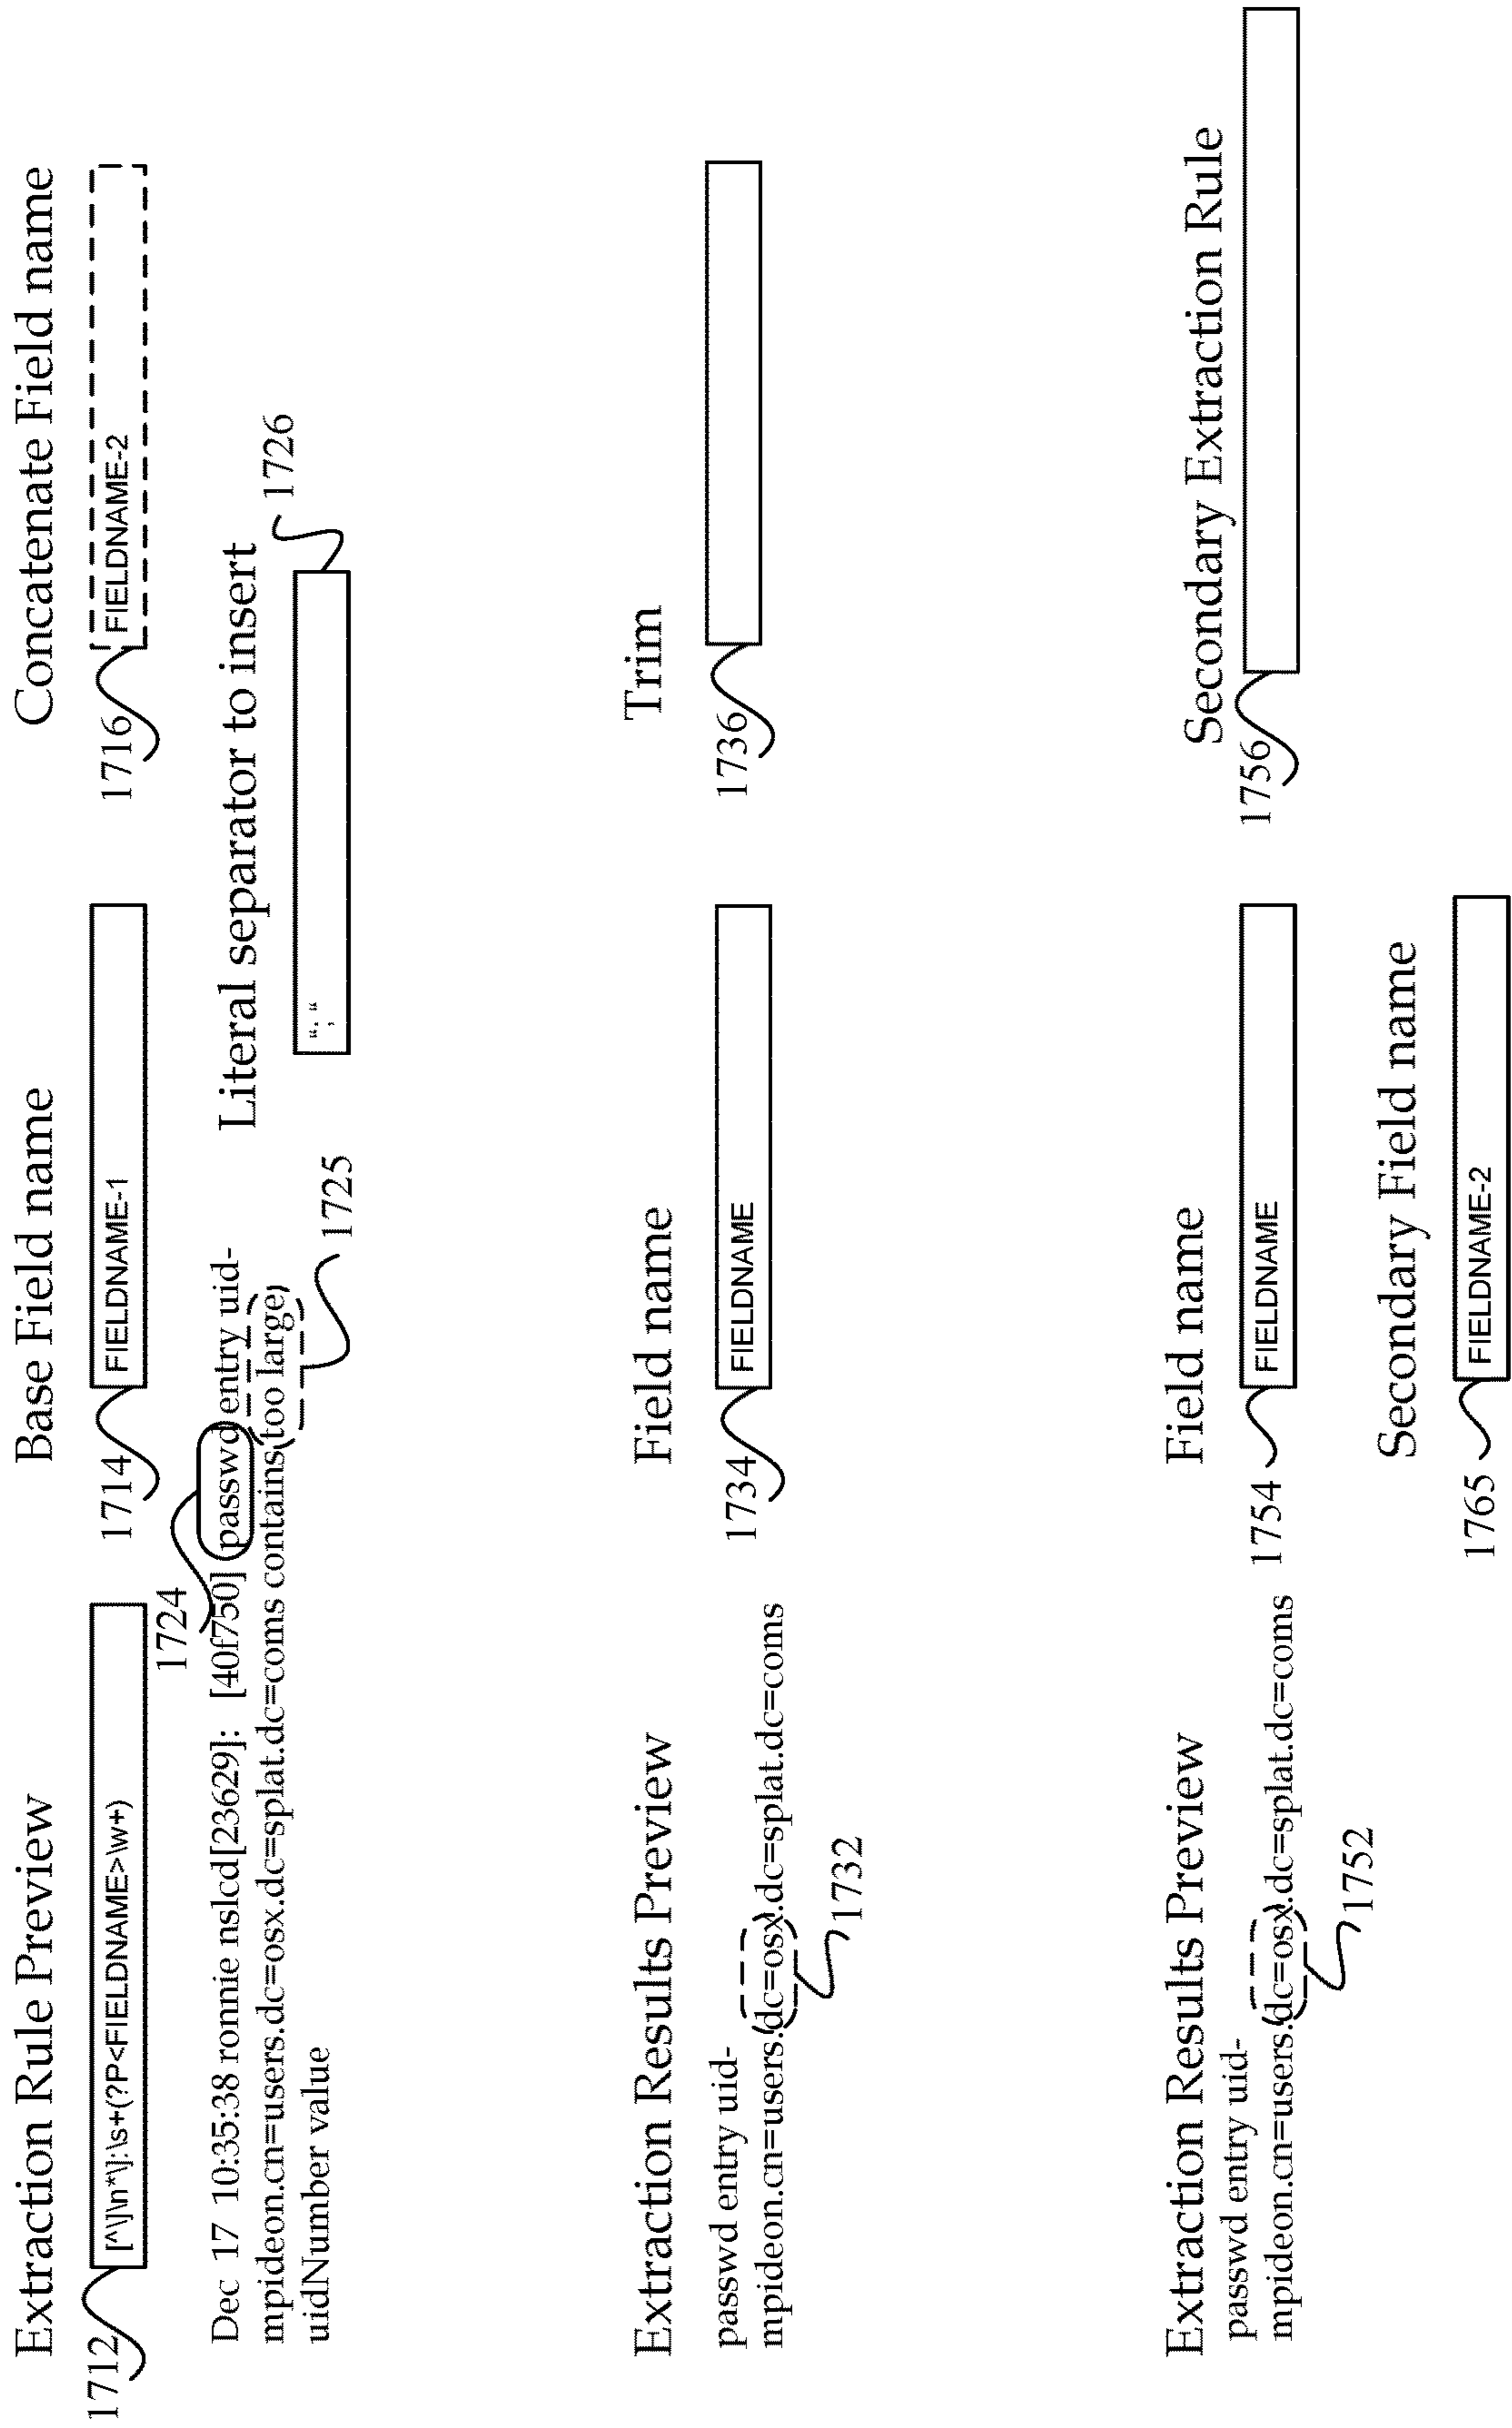 Extraction Rule Preview
Base Field name
Concatenate Field name
1712
[^\]\n*\]:\s+(?P<FIELDNAME>\w+)
1714
FIELDNAME-1
1716
FIELDNAME-2
1724
Dec 17 10:35:38 ronnie nslcd[23629]: [40f750] passwd entry uid-
mpideon.cn=users.dc=osx.dc=splat.dc=coms contains too large
uidNumber value
1725
Literal separator to insert
“; “
1726
Extraction Results Preview
Field name
Trim
passwd entry uid-
mpideon.cn=users.dc=osx.dc=splat.dc=coms
1732
1734
FIELDNAME
1736
Extraction Results Preview
Field name
Secondary Extraction Rule
passwd entry uid-
mpideon.cn=users.dc=osx.dc=splat.dc=coms
1752
1754
FIELDNAME
1756
Secondary Field name
1765
FIELDNAME-2